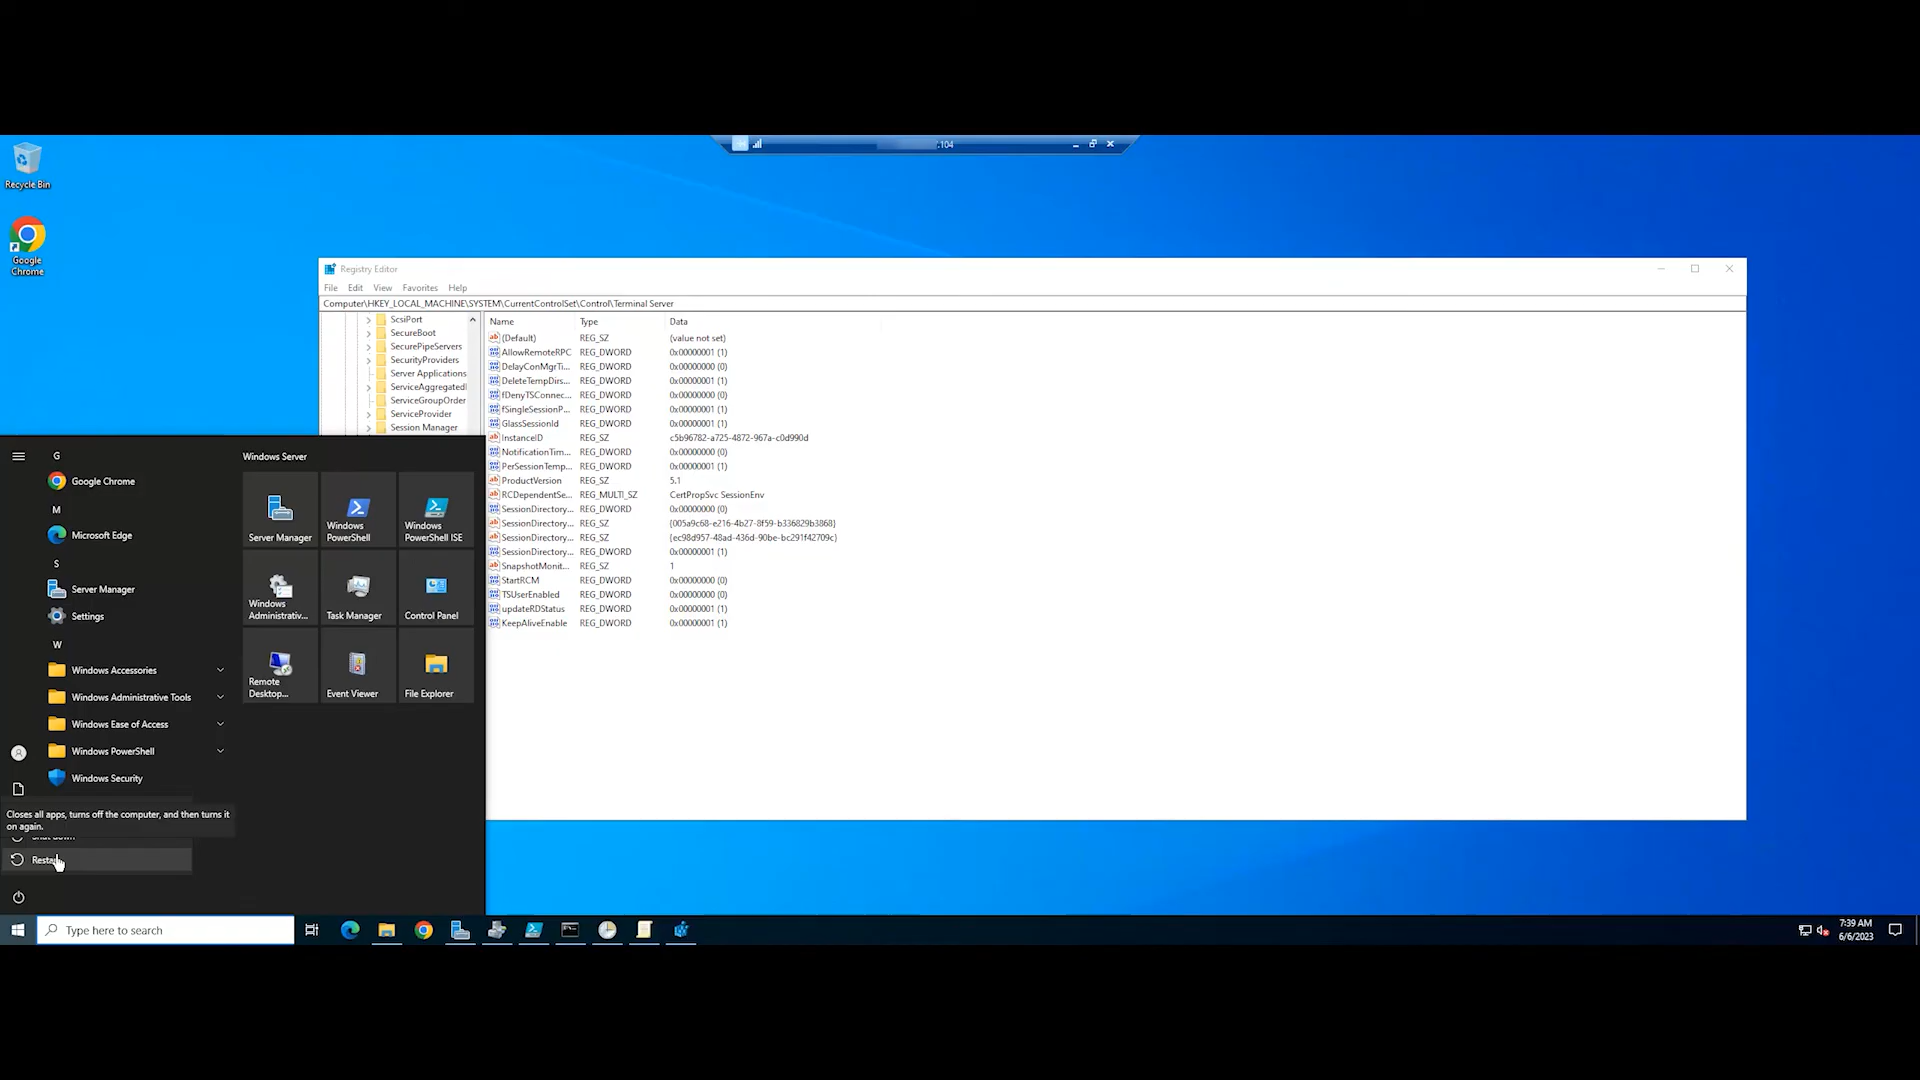 .104
Recycle Bin
Google
Chrome
Registry Editor
File Edit View Favorites Help
Computer\HKEY_LOCAL_MACHINE\SYSTEM\CurrentControlSet\Control\Terminal Server
ScsiPort
SecureBoot
SecurePipeServers
SecurityProviders
Server Applications
ServiceAggregatedI
ServiceGroupOrder
ServiceProvider
Session Manager
Name Type Data
(Default) REG_SZ (value not set)
AllowRemoteRPC REG_DWORD 0x00000001 (1)
DelayConMgrTi... REG_DWORD 0x00000000 (0)
DeleteTempDirs... REG_DWORD 0x00000001 (1)
fDenyTSConnec... REG_DWORD 0x00000000 (0)
fSingleSessionP... REG_DWORD 0x00000001 (1)
GlassSessionId REG_DWORD 0x00000001 (1)
InstanceID REG_SZ c5b96782-a725-4872-967a-c0d990d
NotificationTim... REG_DWORD 0x00000000 (0)
PerSessionTemp... REG_DWORD 0x00000001 (1)
ProductVersion REG_SZ 5.1
RCDependentSe... REG_MULTI_SZ CertPropSvc SessionEnv
SessionDirectory... REG_DWORD 0x00000000 (0)
SessionDirectory... REG_SZ {005a9c68-e216-4b27-8f59-b336829b3868}
SessionDirectory... REG_SZ {ec98d957-48ad-436d-90be-bc291f42709c}
SessionDirectory... REG_DWORD 0x00000001 (1)
SnapshotMonit... REG_SZ 1
StartRCM REG_DWORD 0x00000000 (0)
TSUserEnabled REG_DWORD 0x00000000 (0)
updateRDStatus REG_DWORD 0x00000001 (1)
KeepAliveEnable REG_DWORD 0x00000001 (1)
G
Google Chrome
M
Microsoft Edge
S
Server Manager
Settings
W
Windows Accessories
Windows Administrative Tools
Windows Ease of Access
Windows PowerShell
Windows Security
Closes all apps, turns off the computer, and then turns it
on again.
Shut down
Resta
Windows Server
Server Manager
Windows
PowerShell
Windows
PowerShell ISE
Windows
Administrativ...
Task Manager
Control Panel
Remote
Desktop...
Event Viewer
File Explorer
Type here to search
7:39 AM
6/6/2023